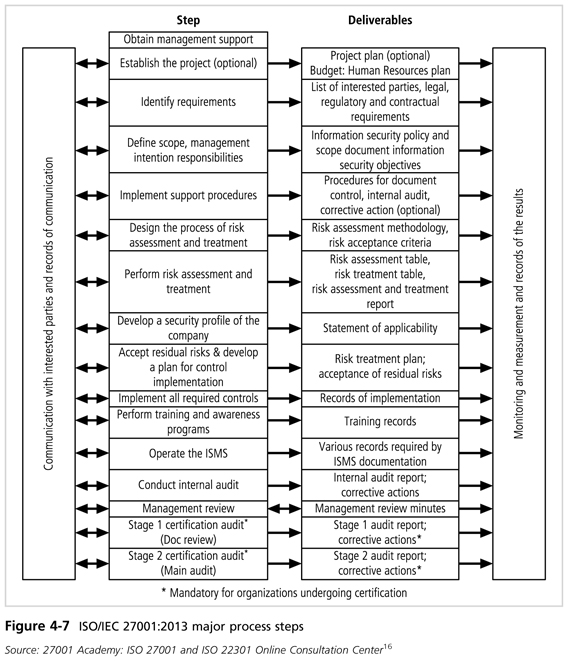 Step
Deliverables
Communication with interested parties and records of communication
Obtain management support
Establish the project (optional)
Project plan (optional)
Budget: Human Resources plan
Identify requirements
List of interested parties, legal,
regulatory and contractual
requirements
Define scope, management
intention responsibilities
Information security policy and
scope document information
security objectives
Implement support procedures
Procedures for document
control, internal audit,
corrective action (optional)
Design the process of risk
assessment and treatment
Risk assessment methodology,
risk acceptance criteria
Perform risk assessment and
treatment
Risk assessment table,
risk treatment table,
risk assessment and treatment
report
Develop a security profile of the
company
Statement of applicability
Accept residual risks & develop
a plan for control
implementation
Risk treatment plan;
acceptance of residual risks
Implement all required controls
Records of implementation
Perform training and awareness
programs
Training records
Operate the ISMS
Various records required by
ISMS documentation
Conduct internal audit
Internal audit report;
corrective actions
Management review
Management review minutes
Stage 1 certification audit*
(Doc review)
Stage 1 audit report;
corrective actions*
Stage 2 certification audit*
(Main audit)
Stage 2 audit report;
corrective actions*
Monitoring and measurement and records of the results
* Mandatory for organizations undergoing certification
Figure 4-7 ISO/IEC 27001:2013 major process steps
Source: 27001 Academy: ISO 27001 and ISO 22301 Online Consultation Center16